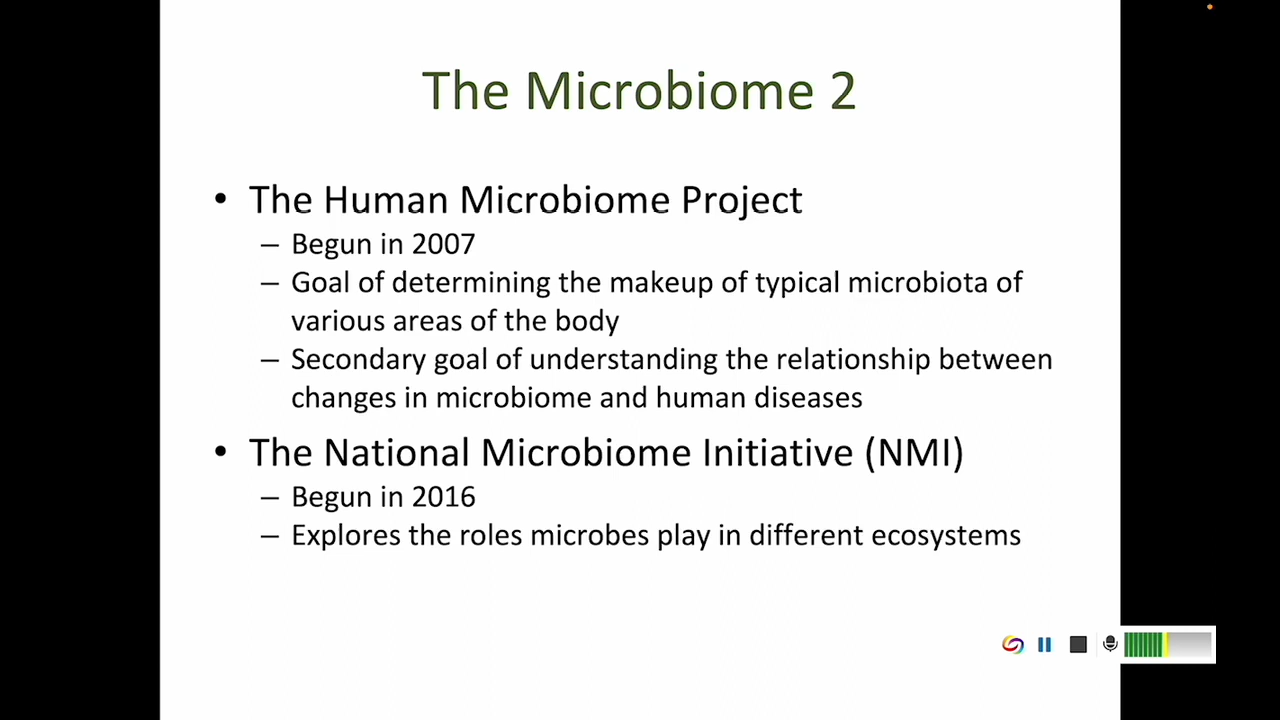 The Microbiome 2
• The Human Microbiome Project
– Begun in 2007
– Goal of determining the makeup of typical microbiota of
various areas of the body
– Secondary goal of understanding the relationship between
changes in microbiome and human diseases
• The National Microbiome Initiative (NMI)
– Begun in 2016
– Explores the roles microbes play in different ecosystems